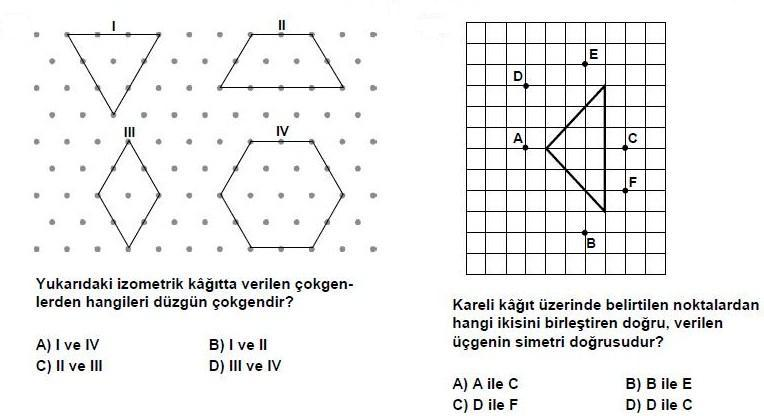 I
II
III
IV
Yukarıdaki izometrik kâğıtta verilen çokgen-
lerden hangileri düzgün çokgendir?
A) I ve IV
B) I ve II
C) II ve III
D) III ve IV
E
D
A
C
F
B
Kareli kâğıt üzerinde belirtilen noktalardan
hangi ikisini birleştiren doğru, verilen
üçgenin simetri doğrusudur?
A) A ile C
B) B ile E
C) D ile F
D) D ile C